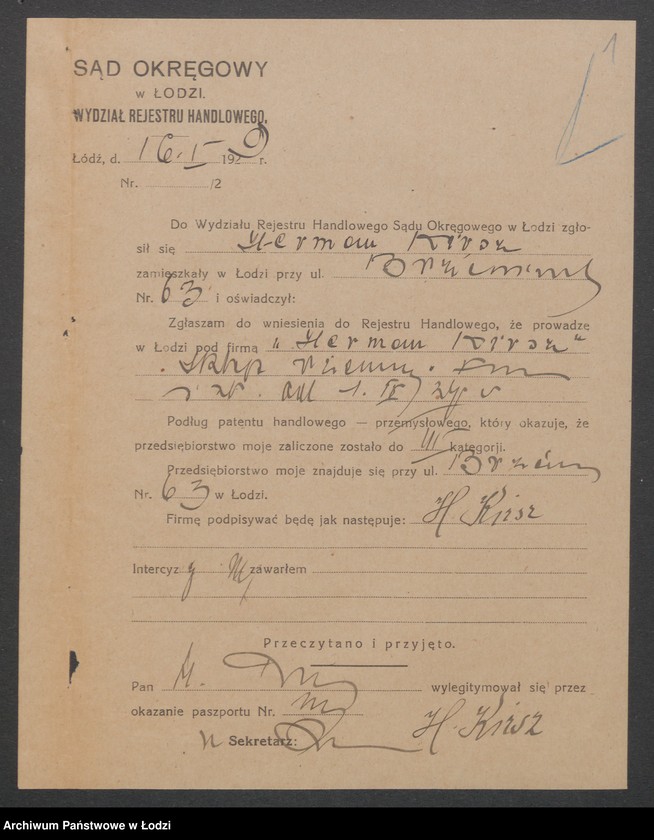 1
SĄD OKRĘGOWY
W ŁODZI.
WYDZIAŁ REJESTRU HANDLOWEGO.
Łódź, d. 16.I 1929 r.
Nr. /2
Do Wydziału Rejestru Handlowego Sądu Okręgowego w Łodzi zgło-
sił się Herman Kirsz
zamieszkały w Łodzi przy ul.
Nr. 63 i oświadczył:
Zgłaszam do wniesienia do Rejestru Handlowego, że prowadzę
w Łodzi pod firmą „Herman Kirsz"
od 1.
Podług patentu handlowego — przemysłowego, który okazuje, że
przedsiębiorstwo moje zaliczone zostało do III kategorji.
Przedsiębiorstwo moje znajduje się przy ul.
Nr. 63 w Łodzi.
Firmę podpisywać będę jak następuje: H. Kirsz
Intercyzy zawarłem
Przeczytano i przyjęto.
Pan wylegitymował się przez
okazanie paszportu Nr.
H. Kirsz
Sekretarz:
Archiwum Państwowe w Łodzi